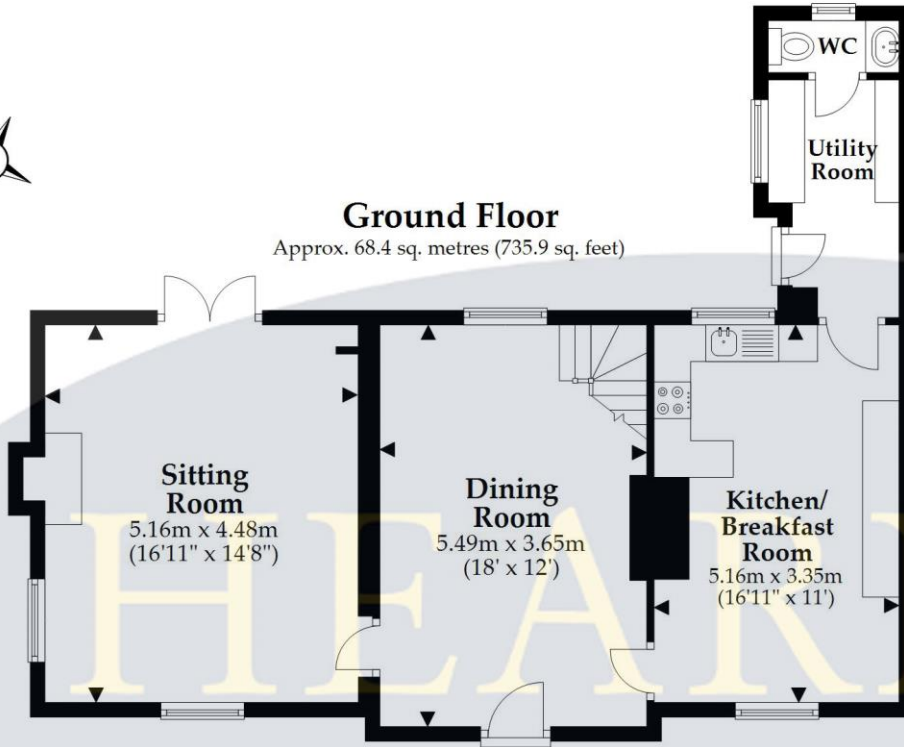 WC
Utility
Room
Ground Floor
Approx. 68.4 sq. metres (735.9 sq. feet)
Sitting
Room
5.16m x 4.48m
(16'11" x 14'8")
Dining
Room
5.49m x 3.65m
(18' x 12')
Kitchen/
Breakfast
Room
5.16m x 3.35m
(16'11" x 11')